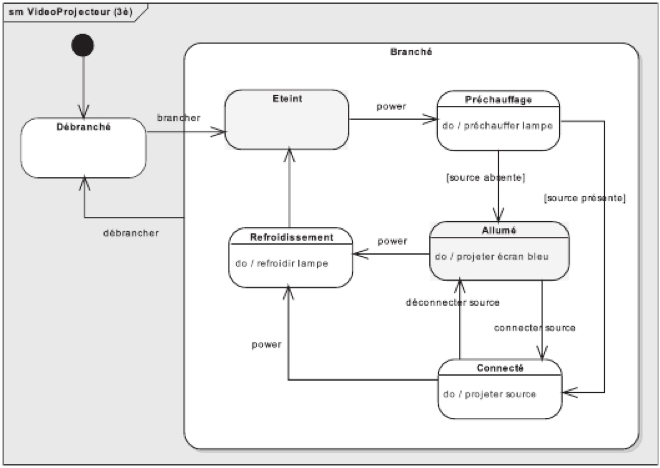 sm VideoProjecteur (3è)
Branché
Eteint
power
Préchauffage
do / préchauffer lampe
brancher
Débranché
[source absente]
[source présente]
débrancher
Refroidissement
do / refroidir lampe
power
Allumé
do / projeter écran bleu
déconnecter source
connecter source
power
Connecté
do / projeter source